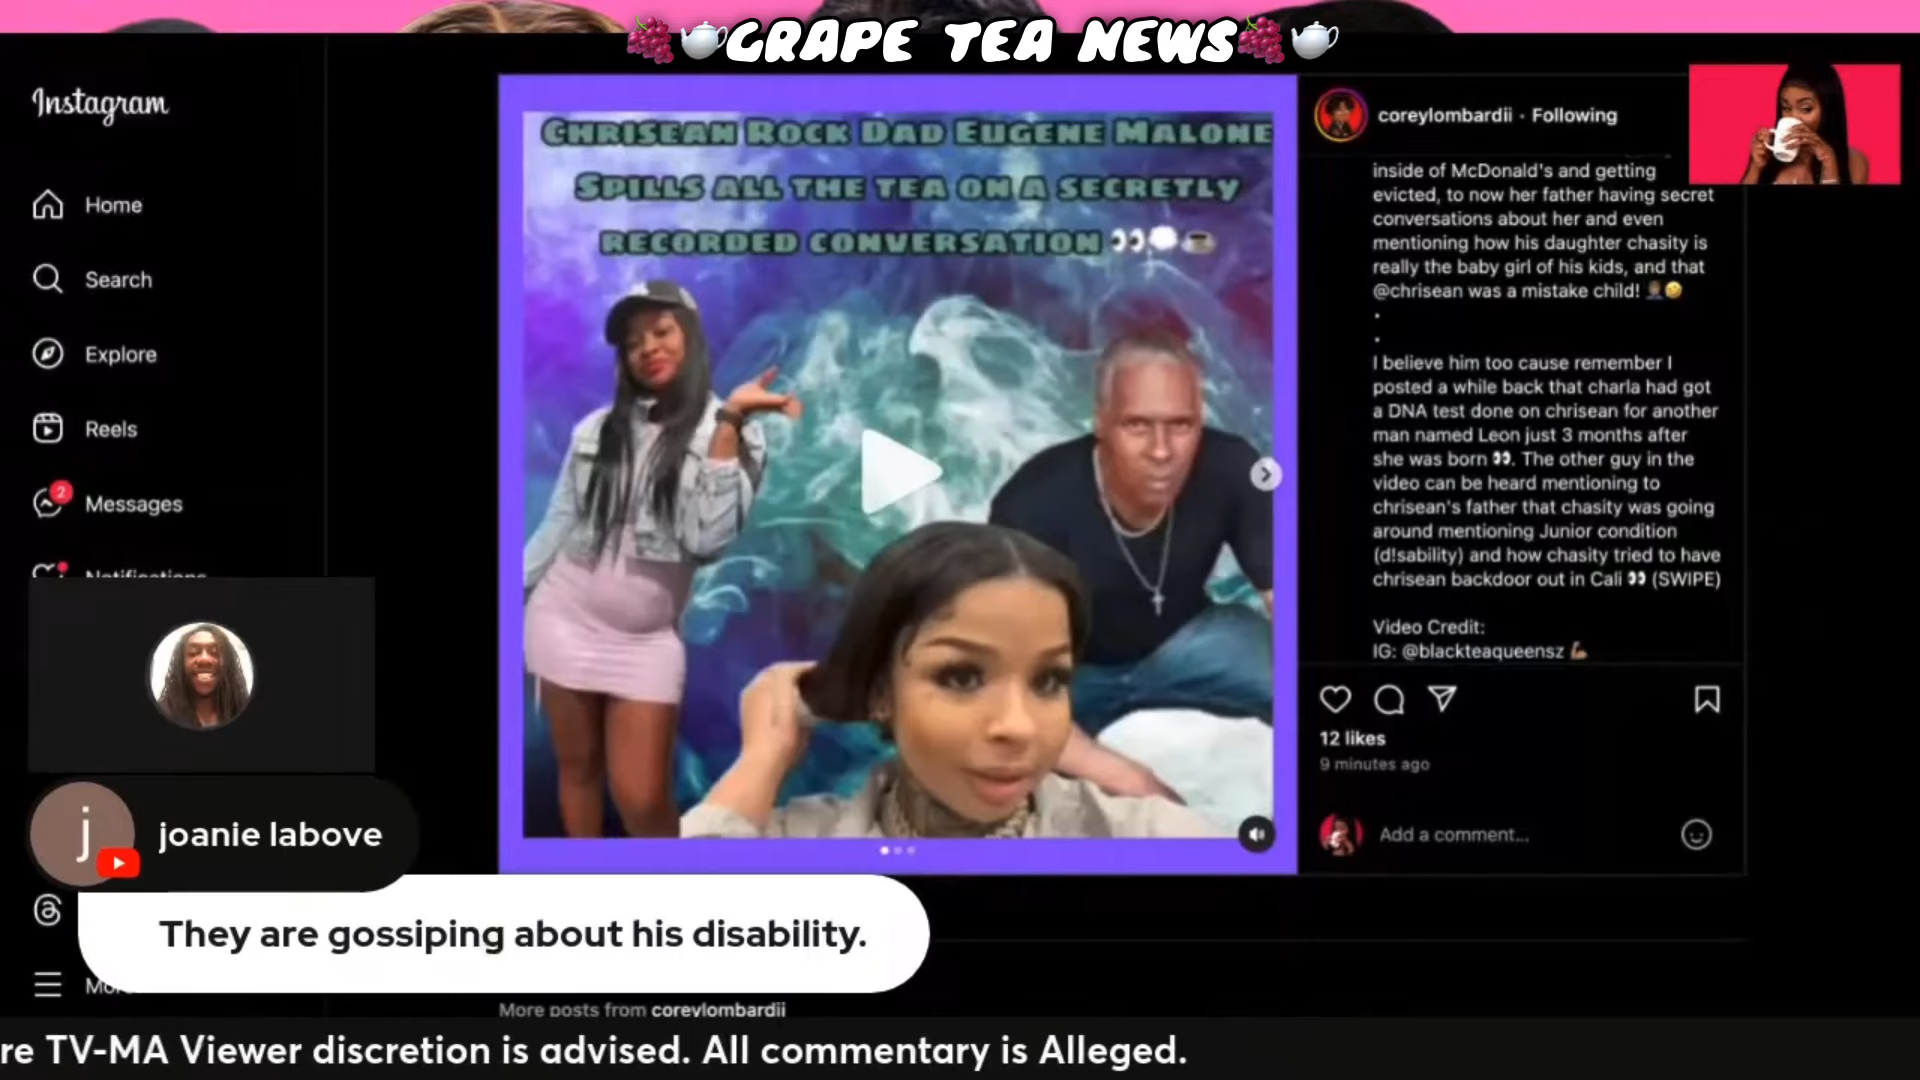 🍇🫖GRAPE TEA NEWS🍇🫖
Instagram
Home
Search
Explore
Reels
2
Messages
Notifications
CHRISEAN ROCK DAD EUGENE MALONE
SPILLS ALL THE TEA ON A SECRETLY
RECORDED CONVERSATION 👀💭☕
coreylombardii · Following
inside of McDonald's and getting
evicted, to now her father having secret
conversations about her and even
mentioning how his daughter chasity is
really the baby girl of his kids, and that
@chrisean was a mistake child! 🤦🏽‍♂️🤣
.
.
I believe him too cause remember I
posted a while back that charla had got
a DNA test done on chrisean for another
man named Leon just 3 months after
she was born 👀. The other guy in the
video can be heard mentioning to
chrisean's father that chasity was going
around mentioning Junior condition
(d!sability) and how chasity tried to have
chrisean backdoor out in Cali 👀 (SWIPE)
Video Credit:
IG: @blackteaqueensz 💪🏽
12 likes
9 minutes ago
Add a comment...
j
joanie labove
They are gossiping about his disability.
More
More posts from coreylombardii
re TV-MA Viewer discretion is advised. All commentary is Alleged.